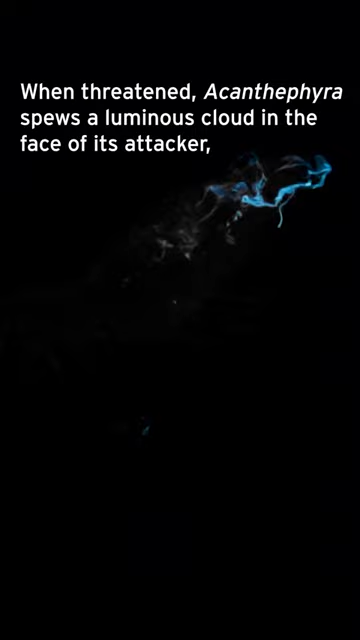 When threatened, Acanthephyra
spews a luminous cloud in the
face of its attacker,